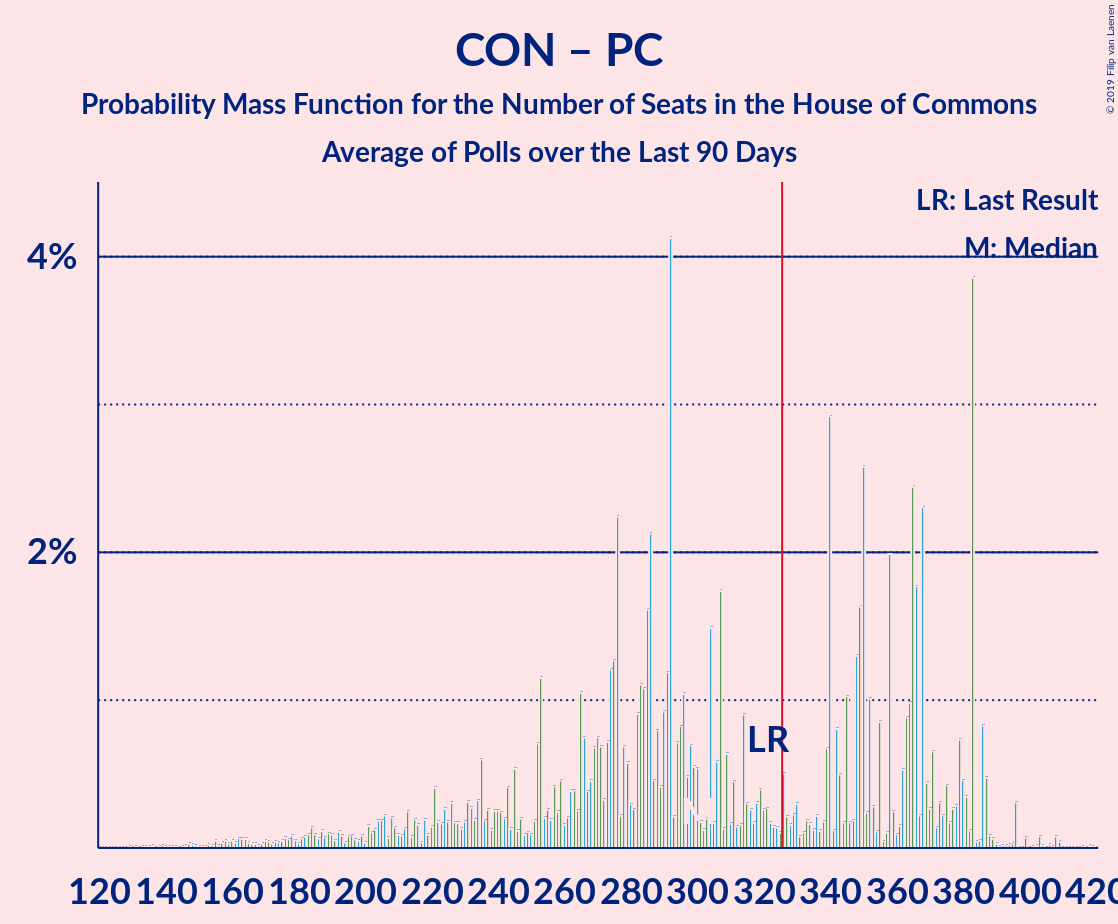 CON – PC
Probability Mass Function for the Number of Seats in the House of Commons
Average of Polls over the Last 90 Days
© 2019 Filip van Laenen
LR: Last Result
M: Median
4%
2%
LR
120 140 160 180 200 220 240 260 280 300 320 340 360 380 400 420